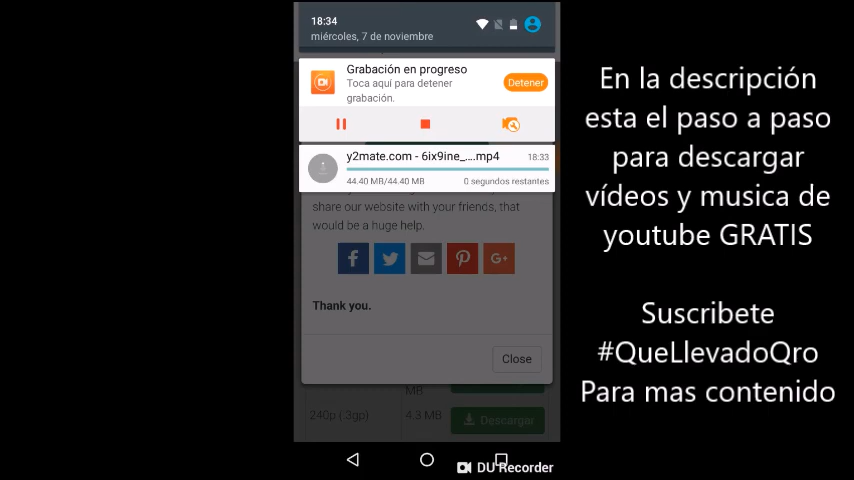 18:34
miércoles, 7 de noviembre
Grabación en progreso
Toca aquí para detener
grabación.
Detener
y2mate.com - 6ix9ine_....mp4
18:33
44.40 MB/44.40 MB
0 segundos restantes
share our website with your friends, that
would be a huge help.
f
G+
Thank you.
Close
MB
240p (.3gp)
4.3 MB
Descargar
DU Recorder
En la descripción
esta el paso a paso
para descargar
vídeos y musica de
youtube GRATIS
Suscribete
#QueLlevadoQro
Para mas contenido